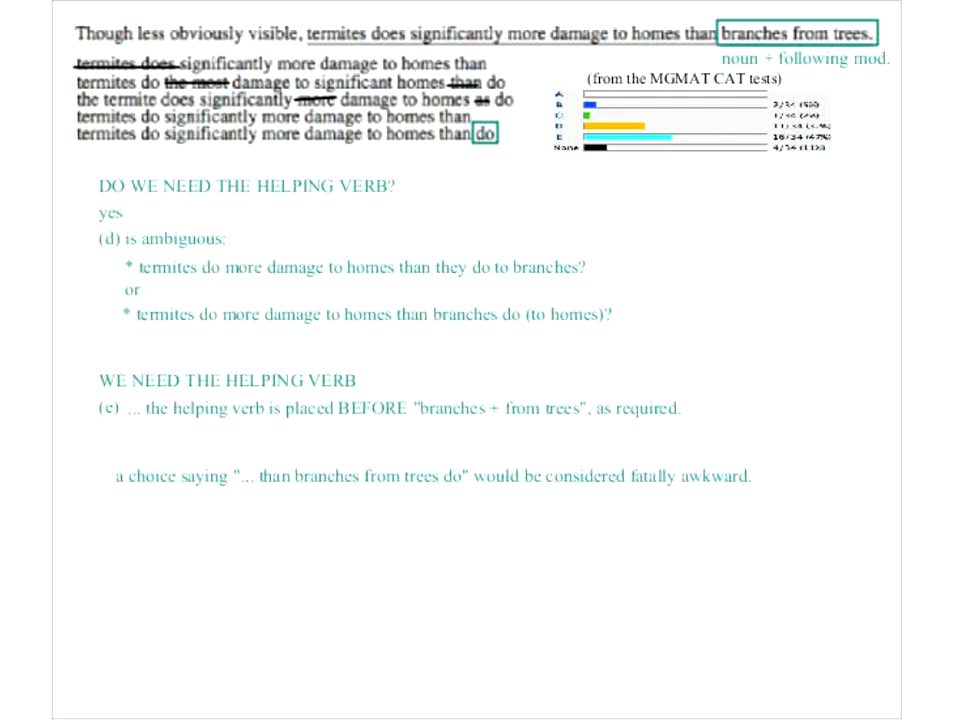 Though less obviously visible, termites does significantly more damage to homes than branches from trees.
noun + following mod.
termites does significantly more damage to homes than
termites do the most damage to significant homes than do
the termite does significantly more damage to homes as do
termites do significantly more damage to homes than
termites do significantly more damage to homes than do
(from the MGMAT CAT tests)
A
B
C
D
E
None
DO WE NEED THE HELPING VERB?
yes
(d) is ambiguous:
* termites do more damage to homes than they do to branches?
or
* termites do more damage to homes than branches do (to homes)?
WE NEED THE HELPING VERB
(e) ... the helping verb is placed BEFORE "branches + from trees", as required.
a choice saying "... than branches from trees do" would be considered fatally awkward.